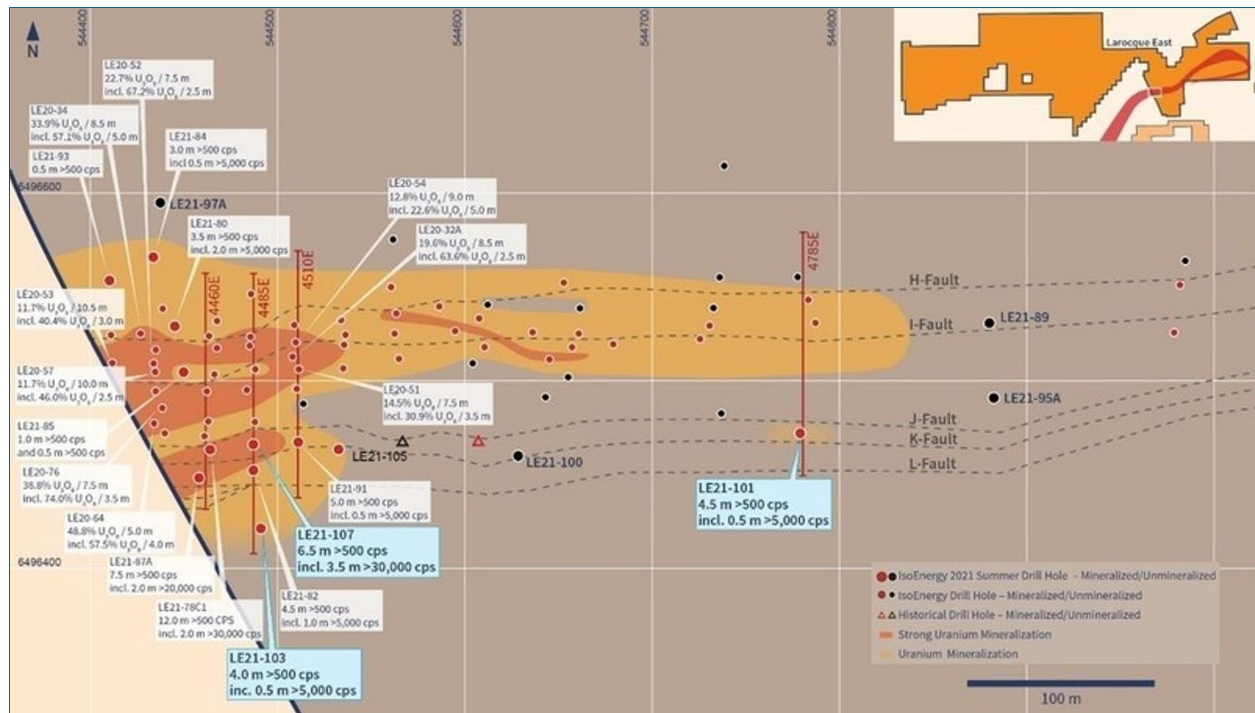 544400
544500
544600
544700
544800
N
Larocque East
LE20-52
22.7% U3O8 / 7.5 m
incl. 67.2% U3O8 / 2.5 m
LE20-34
33.9% U3O8 / 8.5 m
incl. 57.1% U3O8 / 5.0 m
LE21-93
0.5 m >500 cps
LE21-84
3.0 m >500 cps
incl 0.5 m >5,000 cps
6496600
LE21-97A
LE21-80
3.5 m >500 cps
incl. 2.0 m >5,000 cps
LE20-54
12.8% U3O8 / 9.0 m
incl. 22.6% U3O8 / 5.0 m
LE20-32A
19.6% U3O8 / 8.5 m
incl. 63.6% U3O8 / 2.5 m
4460E
4485E
4510E
4785E
H-Fault
I-Fault
LE21-89
LE20-53
11.7% U3O8 / 10.5 m
incl. 40.4% U3O8 / 3.0 m
LE20-57
11.7% U3O8 / 10.0 m
incl. 46.0% U3O8 / 2.5 m
LE20-51
14.5% U3O8 / 7.5 m
incl. 30.9% U3O8 / 3.5 m
LE21-95A
J-Fault
K-Fault
L-Fault
LE21-85
1.0 m >500 cps
and 0.5 m >500 cps
LE21-105
LE21-100
LE20-76
38.8% U3O8 / 7.5 m
incl. 74.0% U3O8 / 3.5 m
LE21-91
5.0 m >500 cps
incl. 0.5 m >5,000 cps
LE21-101
4.5 m >500 cps
incl. 0.5 m >5,000 cps
LE20-64
48.8% U3O8 / 5.0 m
incl. 57.5% U3O8 / 4.0 m
LE21-107
6.5 m >500 cps
incl. 3.5 m >30,000 cps
LE21-87A
7.5 m >500 cps
incl. 2.0 m >20,000 cps
6496400
LE21-82
4.5 m >500 cps
incl. 1.0 m >5,000 cps
LE21-78C1
12.0 m >500 CPS
incl. 2.0 m >30,000 cps
LE21-103
4.0 m >500 cps
inc. 0.5 m >5,000 cps
IsoEnergy 2021 Summer Drill Hole – Mineralized/Unmineralized
IsoEnergy Drill Hole – Mineralized/Unmineralized
Historical Drill Hole – Mineralized/Unmineralized
Strong Uranium Mineralization
Uranium Mineralization
100 m